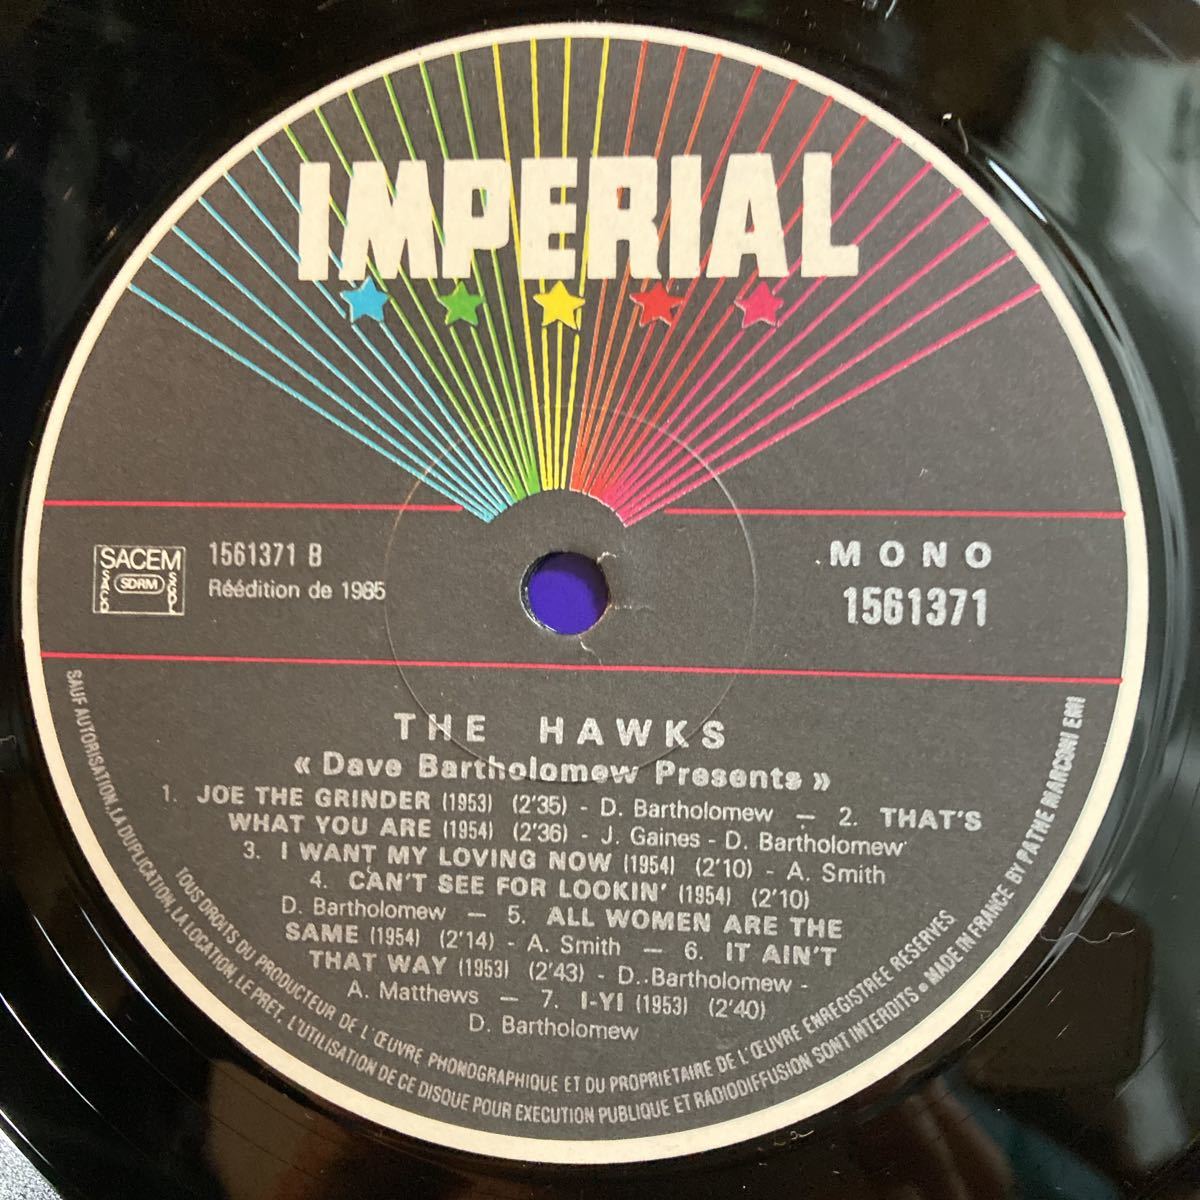 IMPERIAL
SACEM
SACD
SDRM
SGDL
1561371 B
Réédition de 1985
MONO
1561371
THE HAWKS
« Dave Bartholomew Presents »
1. JOE THE GRINDER (1953) (2'35) - D. Bartholomew — 2. THAT'S
WHAT YOU ARE (1954) (2'36) - J. Gaines - D. Bartholomew
3. I WANT MY LOVING NOW (1954) (2'10) - A. Smith
4. CAN'T SEE FOR LOOKIN' (1954) (2'10)
D. Bartholomew — 5. ALL WOMEN ARE THE
SAME (1954) (2'14) - A. Smith — 6. IT AIN'T
THAT WAY (1953) (2'43) - D. Bartholomew -
A. Matthews — 7. I-YI (1953) (2'40)
D. Bartholomew
TOUS DROITS DU PRODUCTEUR DE L'ŒUVRE PHONOGRAPHIQUE ET DU PROPRIETAIRE DE L'ŒUVRE ENREGISTREE RESERVES
SAUF AUTORISATION, LA DUPLICATION, LA LOCATION, LE PRET, L'UTILISATION DE CE DISQUE POUR EXECUTION PUBLIQUE ET RADIODIFFUSION SONT INTERDITS • MADE IN FRANCE BY PATHE MARCONI EMI